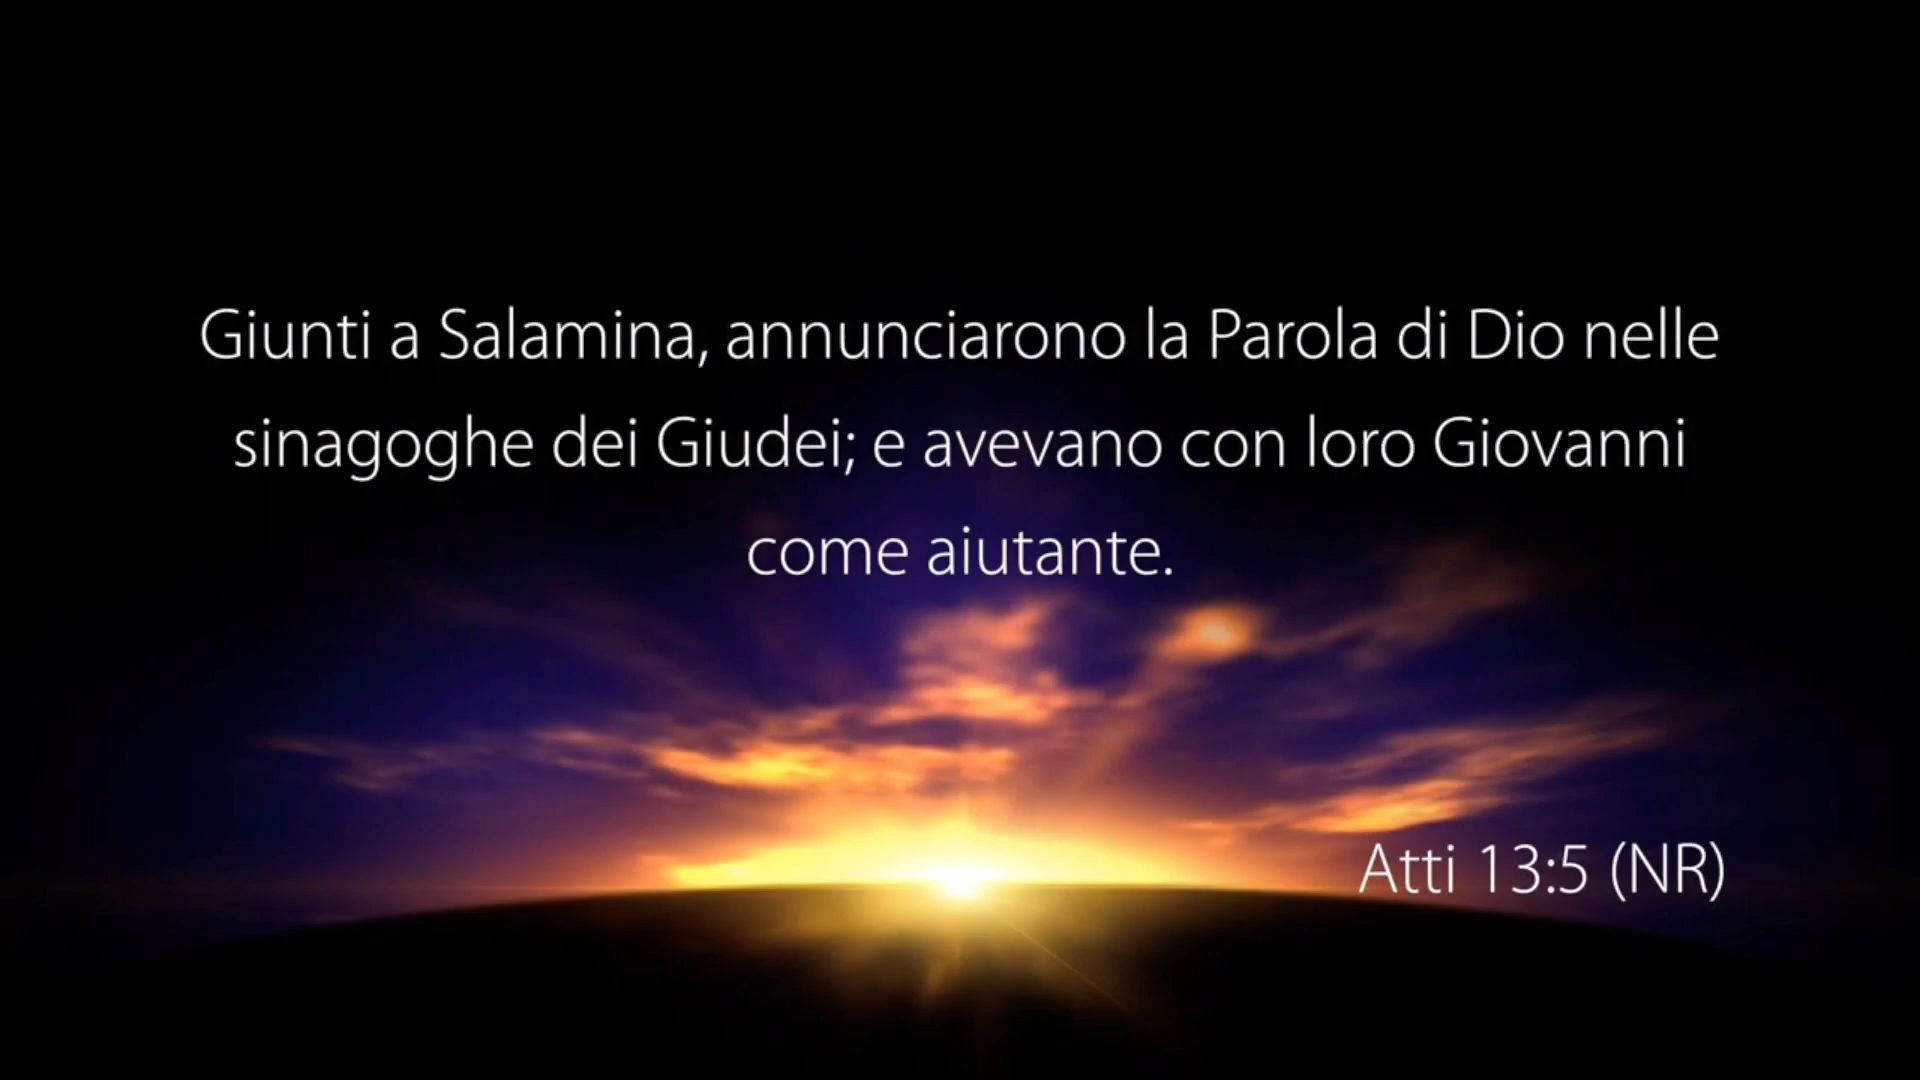 Giunti a Salamina, annunciarono la Parola di Dio nelle
sinagoghe dei Giudei; e avevano con loro Giovanni
come aiutante.
Atti 13:5 (NR)